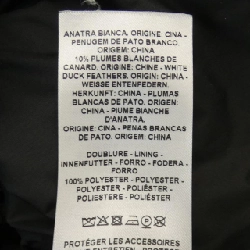 ANATRA BIANCA, ORIGINE: CINA -
PENUGEM DE PATO BRANCO,
ORIGEM: CHINA
10% PLUMES BLANCHES DE
CANARD, ORIGINE: CHINE - WHITE
DUCK FEATHERS, ORIGIN: CHINA -
WEISSE ENTENFEDERN,
HERKUNFT: CHINA - PLUMAS
BLANCAS DE PATO, ORIGEN:
CHINA - PIUME BIANCHE
D'ANATRA,
ORIGINE: CINA - PENAS BRANCAS
DE PATO, ORIGEM: CHINA
DOUBLURE - LINING -
INNENFUTTER - FORRO - FODERA -
FORRO
100% POLYESTER - POLYESTER -
POLYESTER - POLIÉSTER -
POLIESTERE - POLIÉSTER
PROTÉGER LES ACCESSOIRES